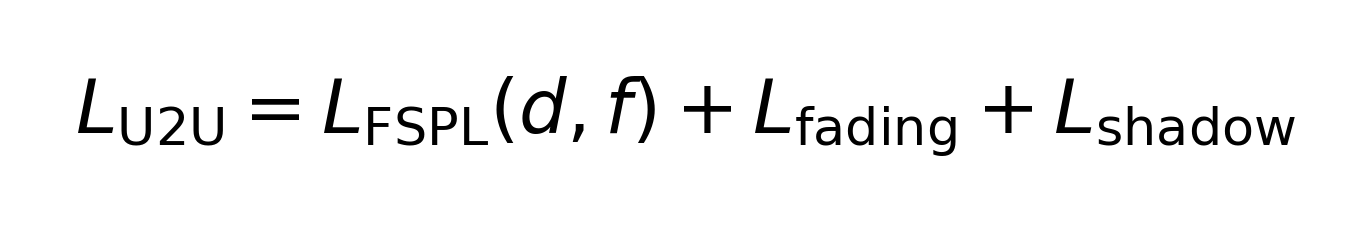 L_U2U = L_FSPL(d, f) + L_fading + L_shadow